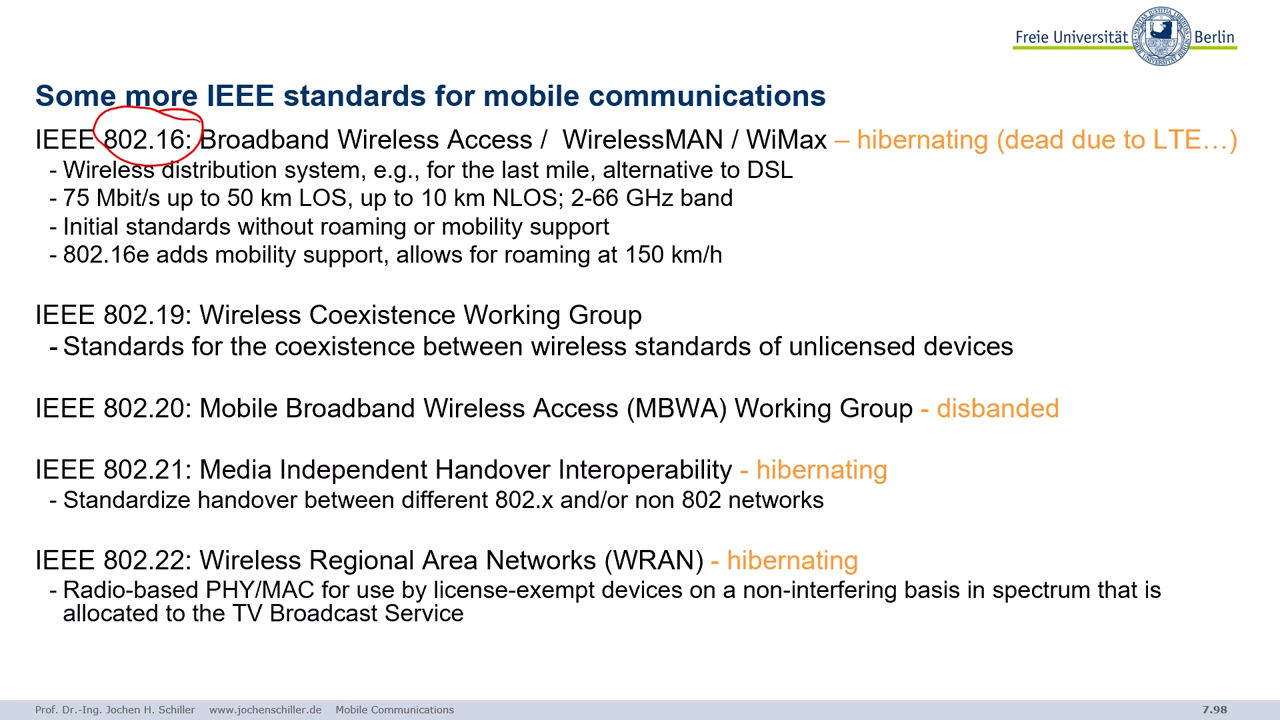 Freie Universität Berlin
Some more IEEE standards for mobile communications
IEEE 802.16: Broadband Wireless Access / WirelessMAN / WiMax – hibernating (dead due to LTE…)
- Wireless distribution system, e.g., for the last mile, alternative to DSL
- 75 Mbit/s up to 50 km LOS, up to 10 km NLOS; 2-66 GHz band
- Initial standards without roaming or mobility support
- 802.16e adds mobility support, allows for roaming at 150 km/h
IEEE 802.19: Wireless Coexistence Working Group
- Standards for the coexistence between wireless standards of unlicensed devices
IEEE 802.20: Mobile Broadband Wireless Access (MBWA) Working Group - disbanded
IEEE 802.21: Media Independent Handover Interoperability - hibernating
- Standardize handover between different 802.x and/or non 802 networks
IEEE 802.22: Wireless Regional Area Networks (WRAN) - hibernating
- Radio-based PHY/MAC for use by license-exempt devices on a non-interfering basis in spectrum that is
allocated to the TV Broadcast Service
Prof. Dr.-Ing. Jochen H. Schiller www.jochenschiller.de Mobile Communications 7.98